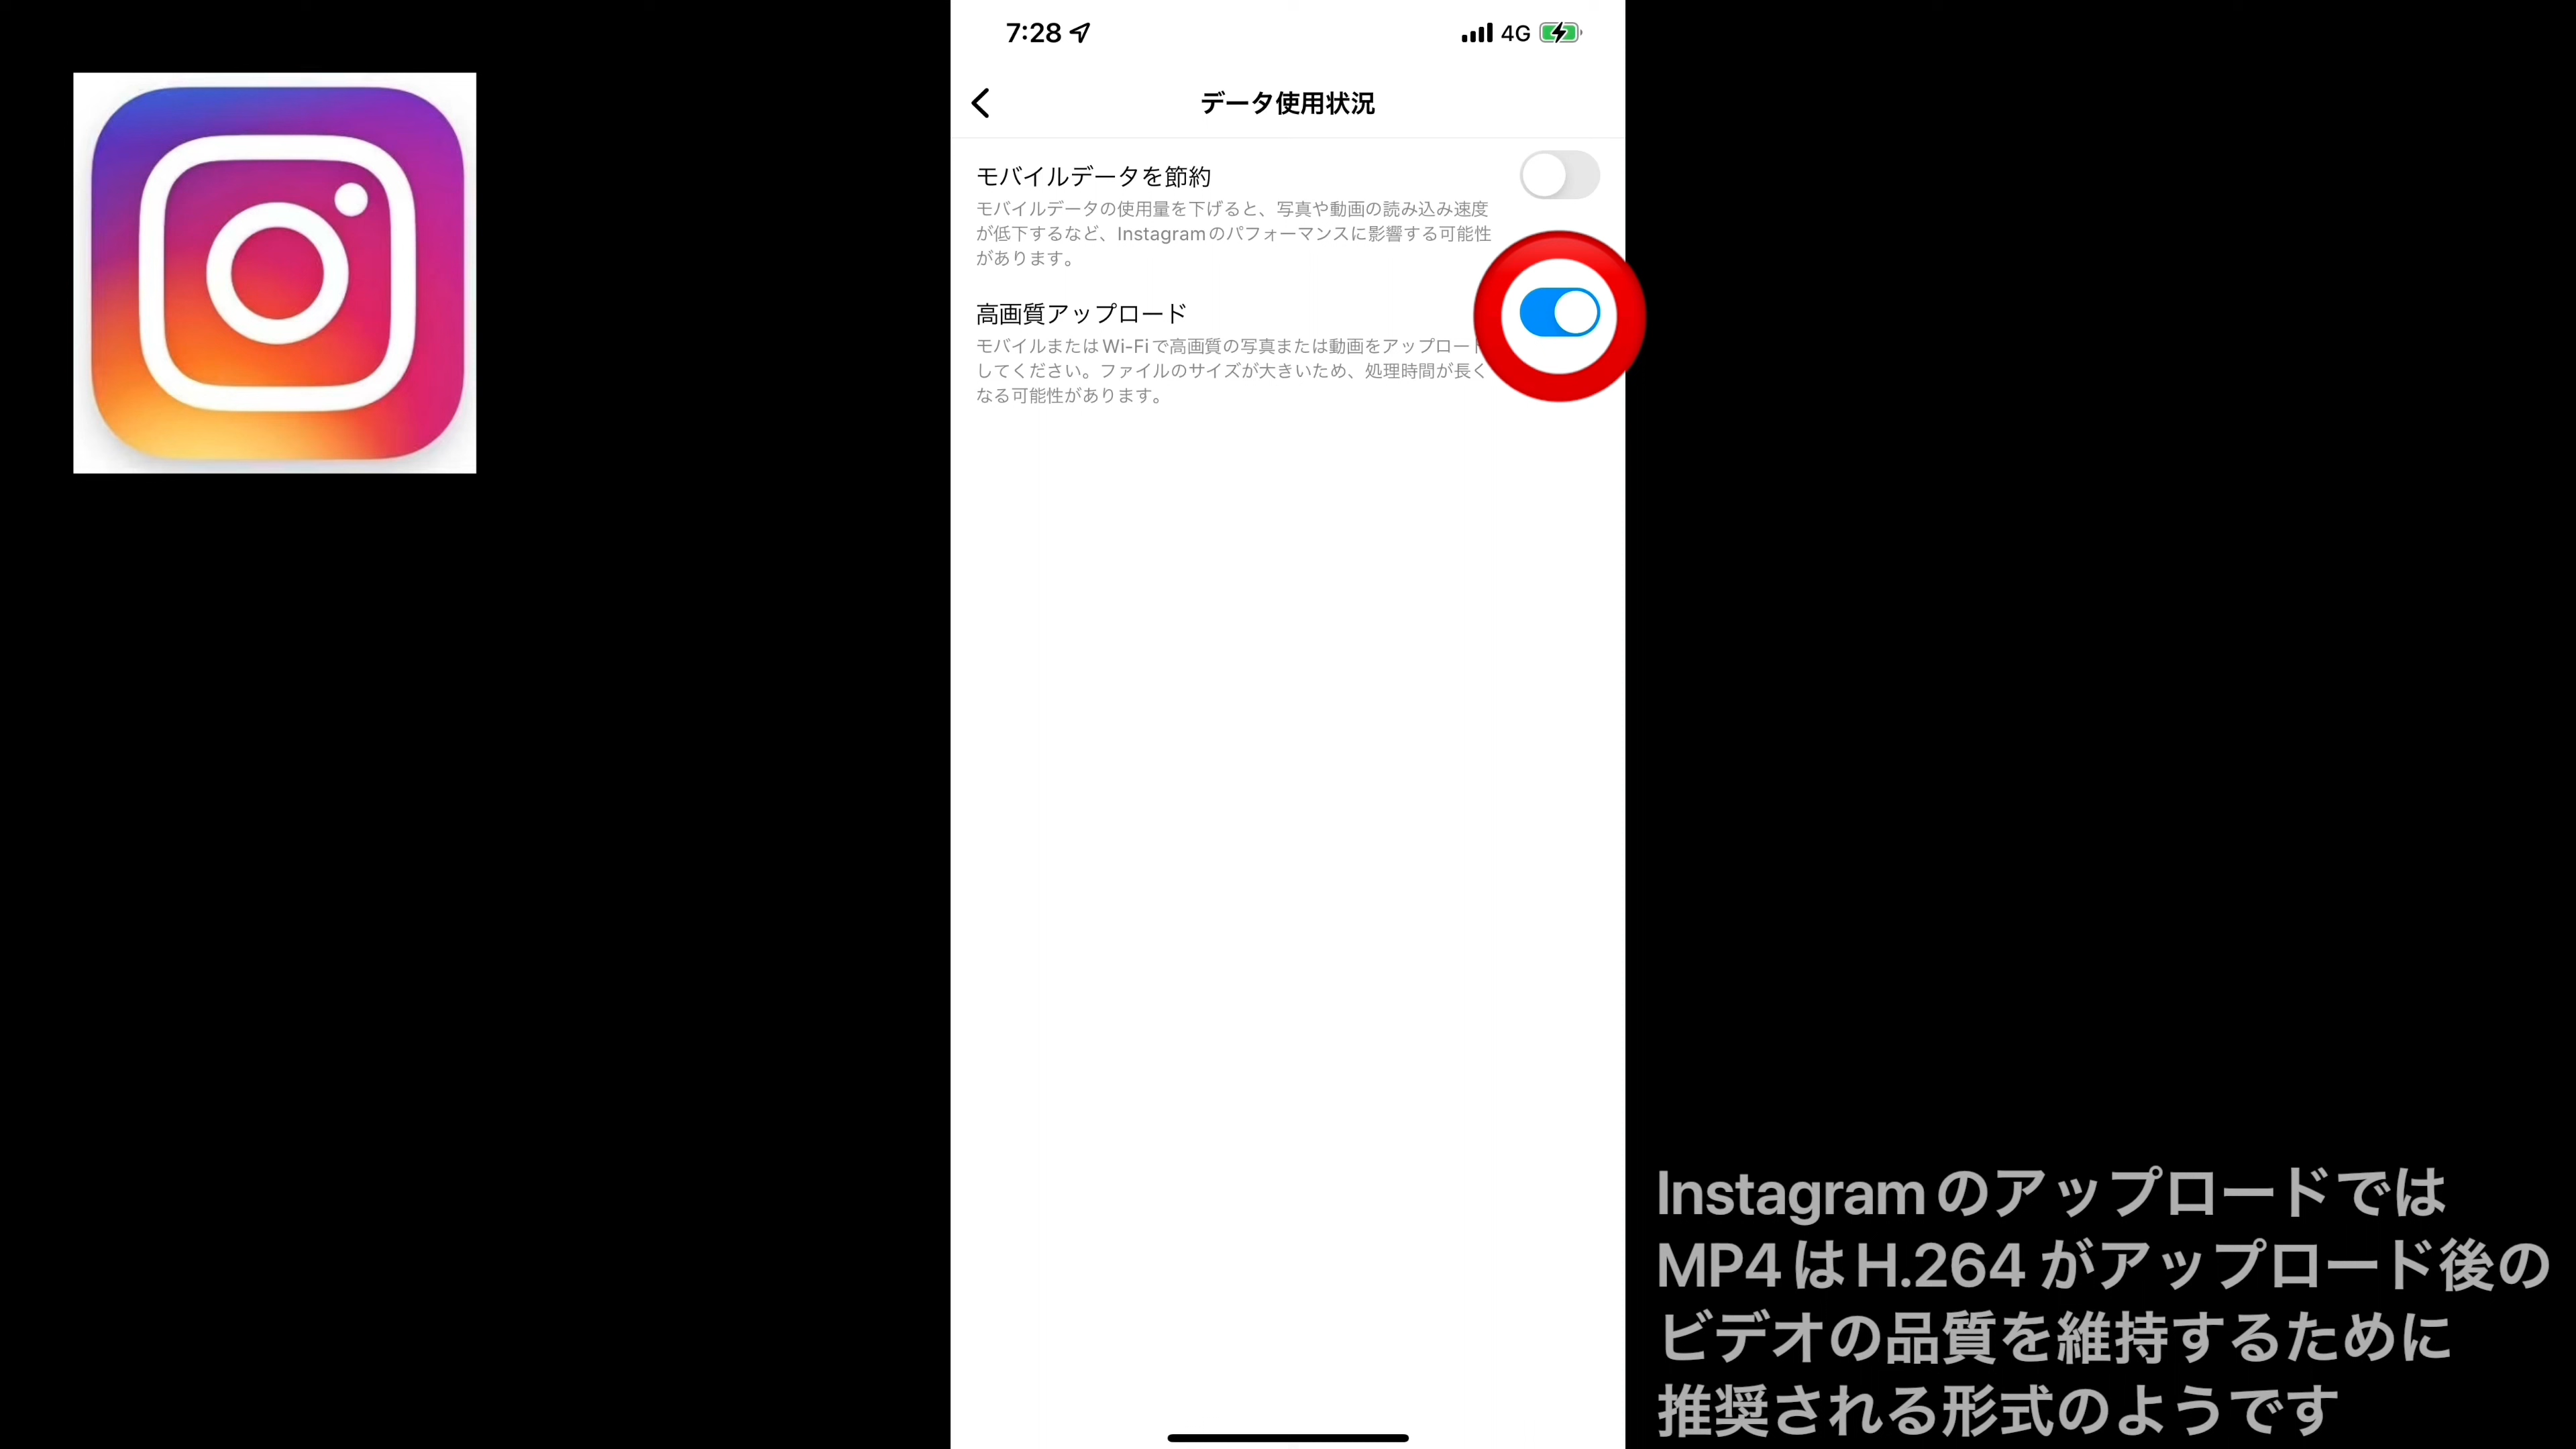 7:28
4G
データ使用状況
モバイルデータを節約
モバイルデータの使用量を下げると、写真や動画の読み込み速度
が低下するなど、Instagramのパフォーマンスに影響する可能性
があります。
高画質アップロード
モバイルまたはWi-Fiで高画質の写真または動画をアップロード
してください。ファイルのサイズが大きいため、処理時間が長く
なる可能性があります。
Instagramのアップロードでは
MP4はH.264がアップロード後の
ビデオの品質を維持するために
推奨される形式のようです